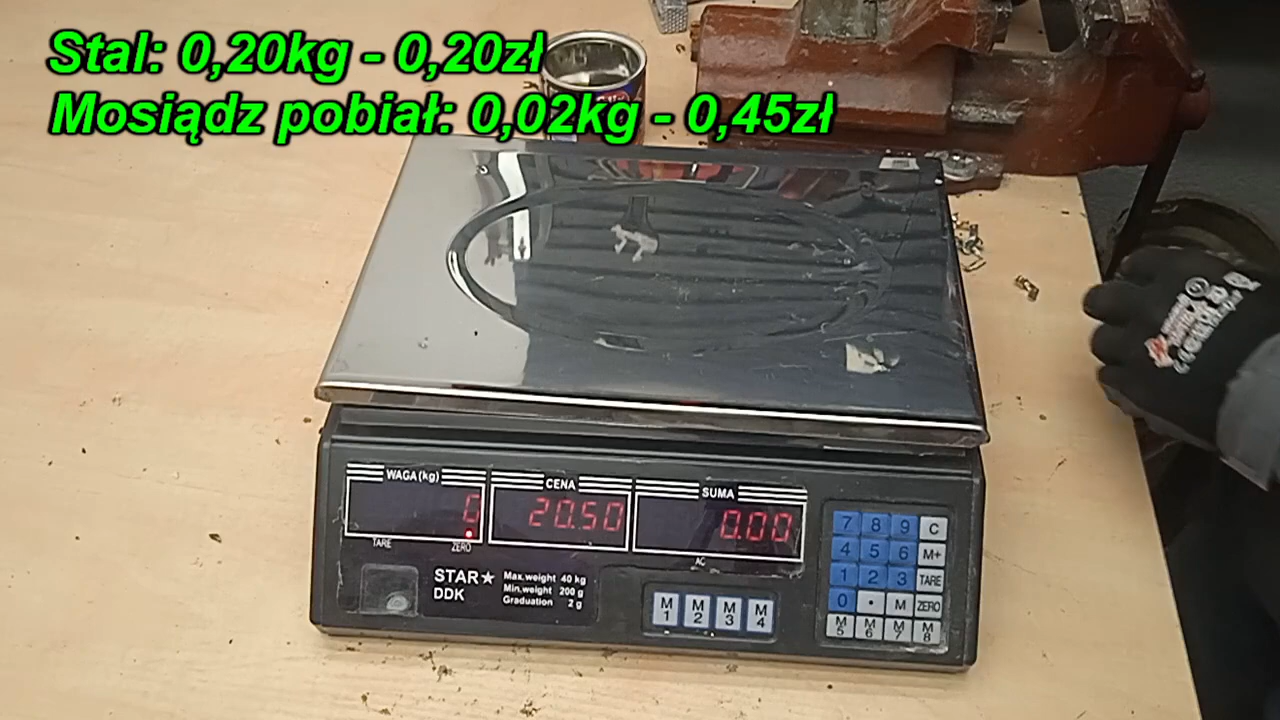 Stal: 0,20kg - 0,20zł
Mosiądz pobiał: 0,02kg - 0,45zł
WAGA (kg) CENA SUMA
0 20.50 0.00
TARE ZERO AC
STAR★ DDK
Max.weight 40 kg
Min.weight 200 g
Graduation 2 g
M1 M2 M3 M4
7 8 9 C
4 5 6 M+
1 2 3 TARE
0 • M ZERO
M5 M6 M7 M8